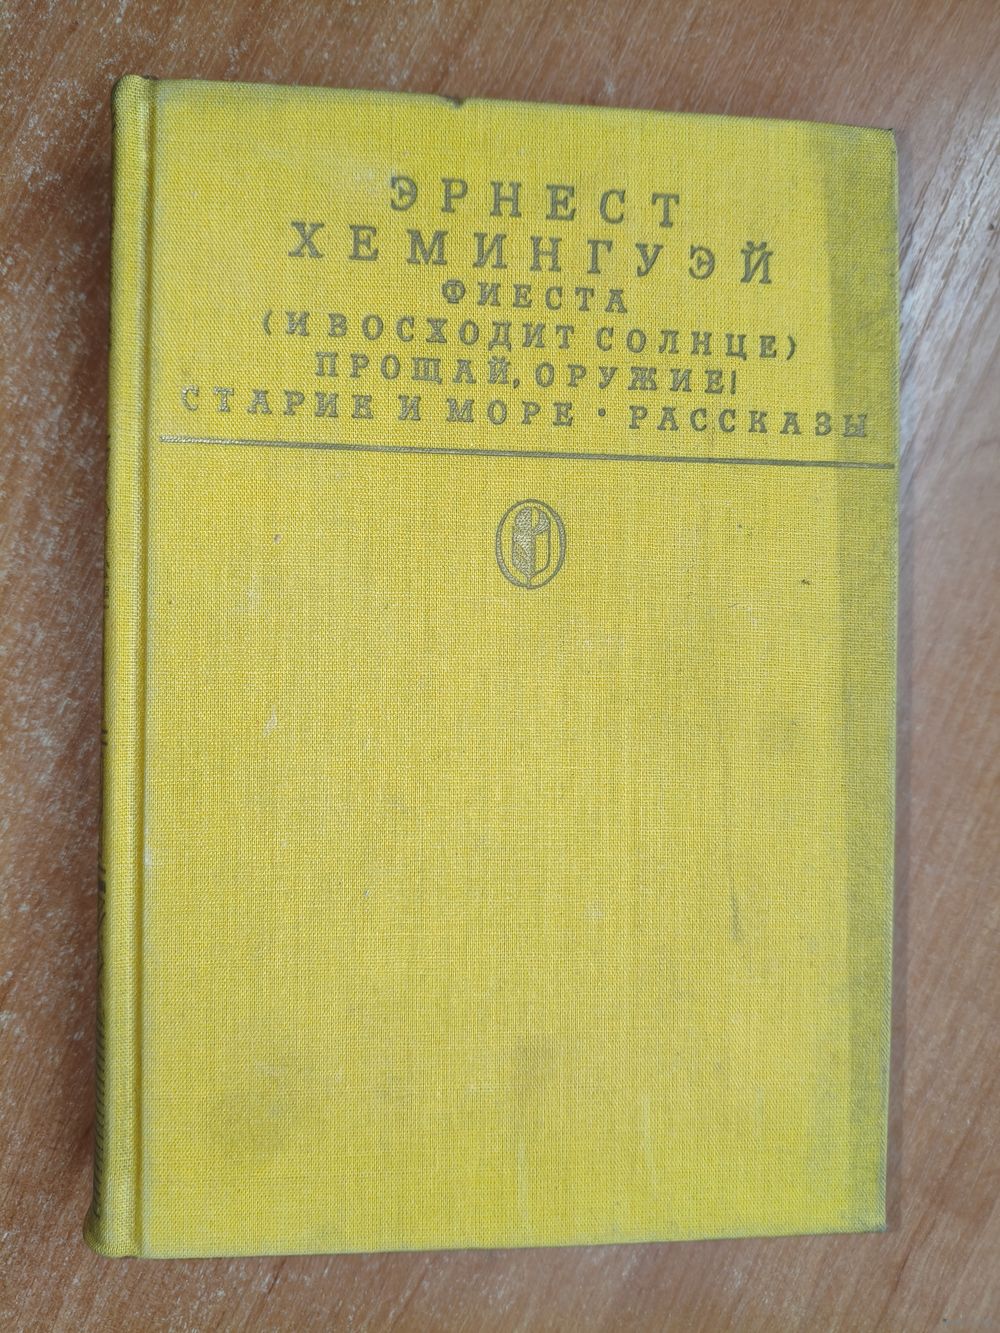 ЭРНЕСТ
ХЕМИНГУЭЙ
ФИЕСТА
(И ВОСХОДИТ СОЛНЦЕ)
ПРОЩАЙ, ОРУЖИЕ!
СТАРИК И МОРЕ · РАССКАЗЫ